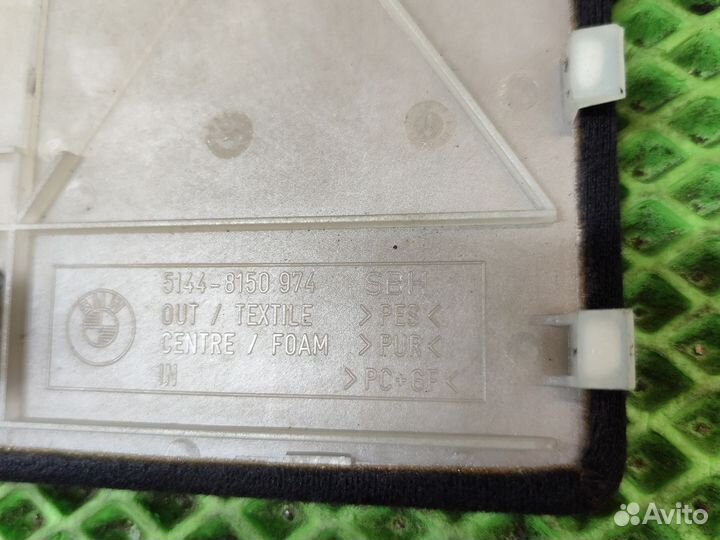 5144-8150 974 SBH
OUT / TEXTILE >PES<
CENTRE / FOAM >PUR<
IN >PC+GF<
BMW
Avito